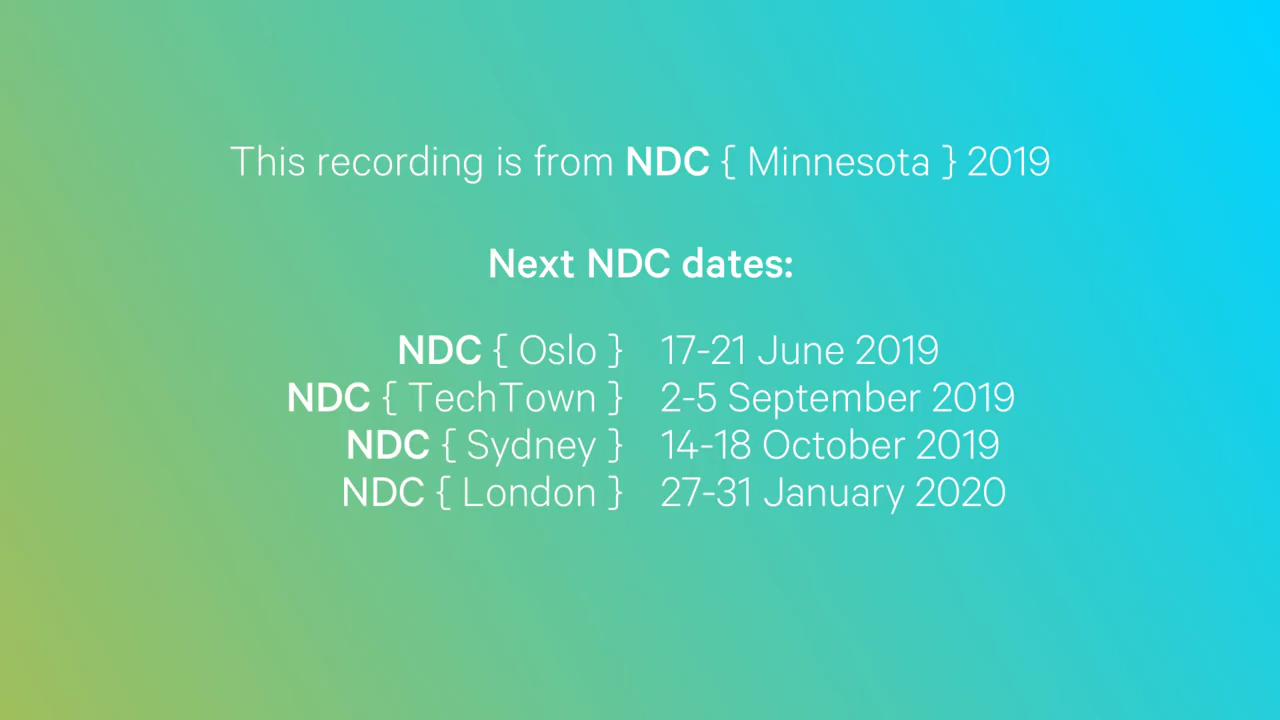 This recording is from NDC { Minnesota } 2019
Next NDC dates:
NDC { Oslo } 17-21 June 2019
NDC { TechTown } 2-5 September 2019
NDC { Sydney } 14-18 October 2019
NDC { London } 27-31 January 2020